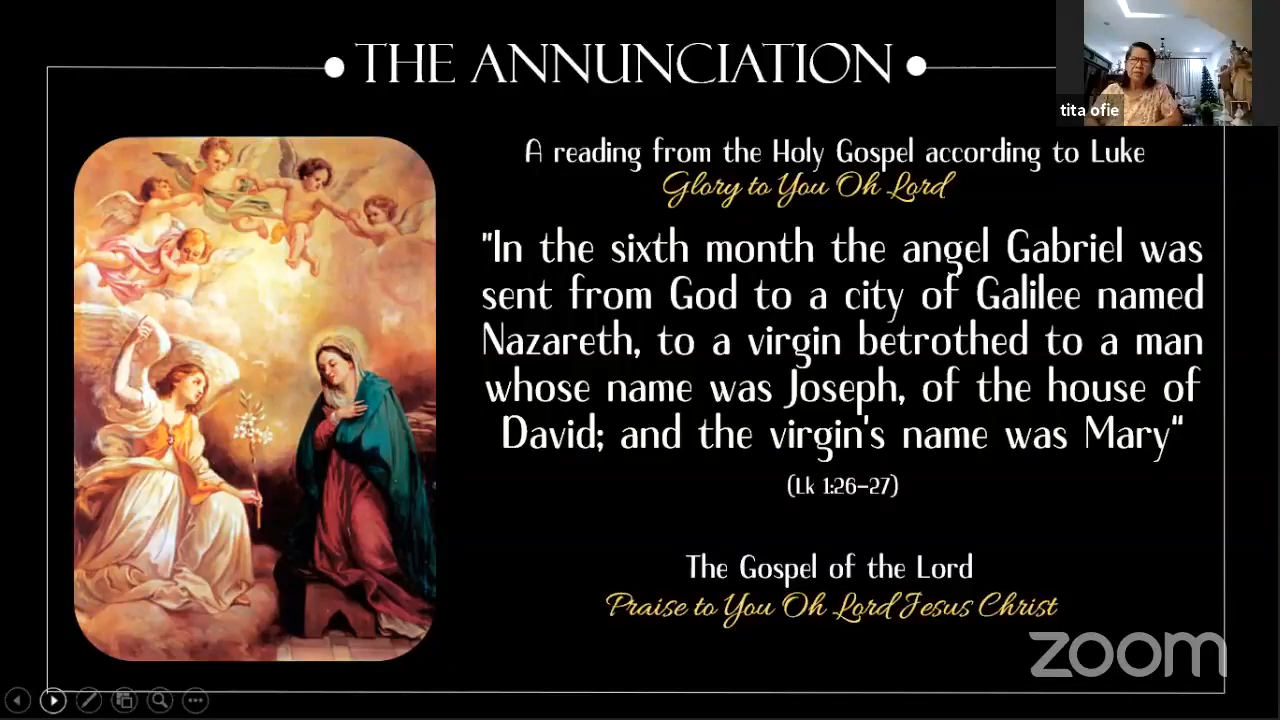 THE ANNUNCIATION
tita ofie
A reading from the Holy Gospel according to Luke
Glory to You Oh Lord
"In the sixth month the angel Gabriel was
sent from God to a city of Galilee named
Nazareth, to a virgin betrothed to a man
whose name was Joseph, of the house of
David; and the virgin's name was Mary"
(Lk 1:26-27)
The Gospel of the Lord
Praise to You Oh Lord Jesus Christ
zoom